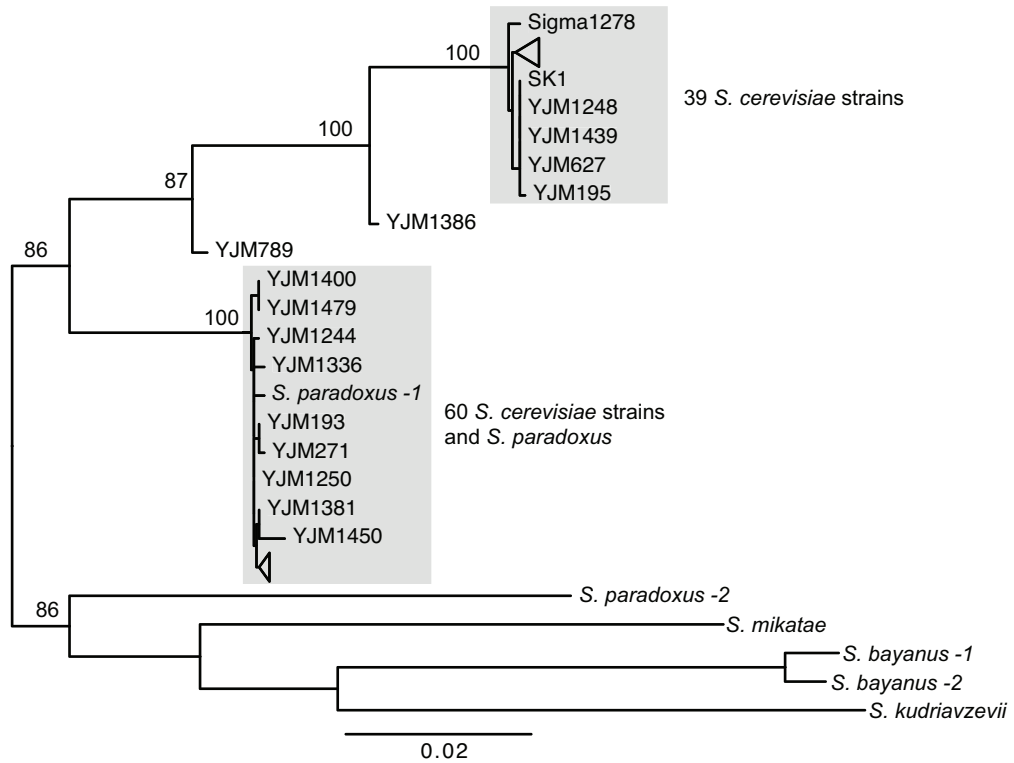 Sigma1278
100
SK1
39 S. cerevisiae strains
YJM1248
100
YJM1439
YJM627
87
YJM195
YJM1386
86
YJM789
YJM1400
YJM1479
100
YJM1244
YJM1336
S. paradoxus -1
60 S. cerevisiae strains
and S. paradoxus
YJM193
YJM271
YJM1250
YJM1381
YJM1450
86
S. paradoxus -2
S. mikatae
S. bayanus -1
S. bayanus -2
S. kudriavzevii
0.02